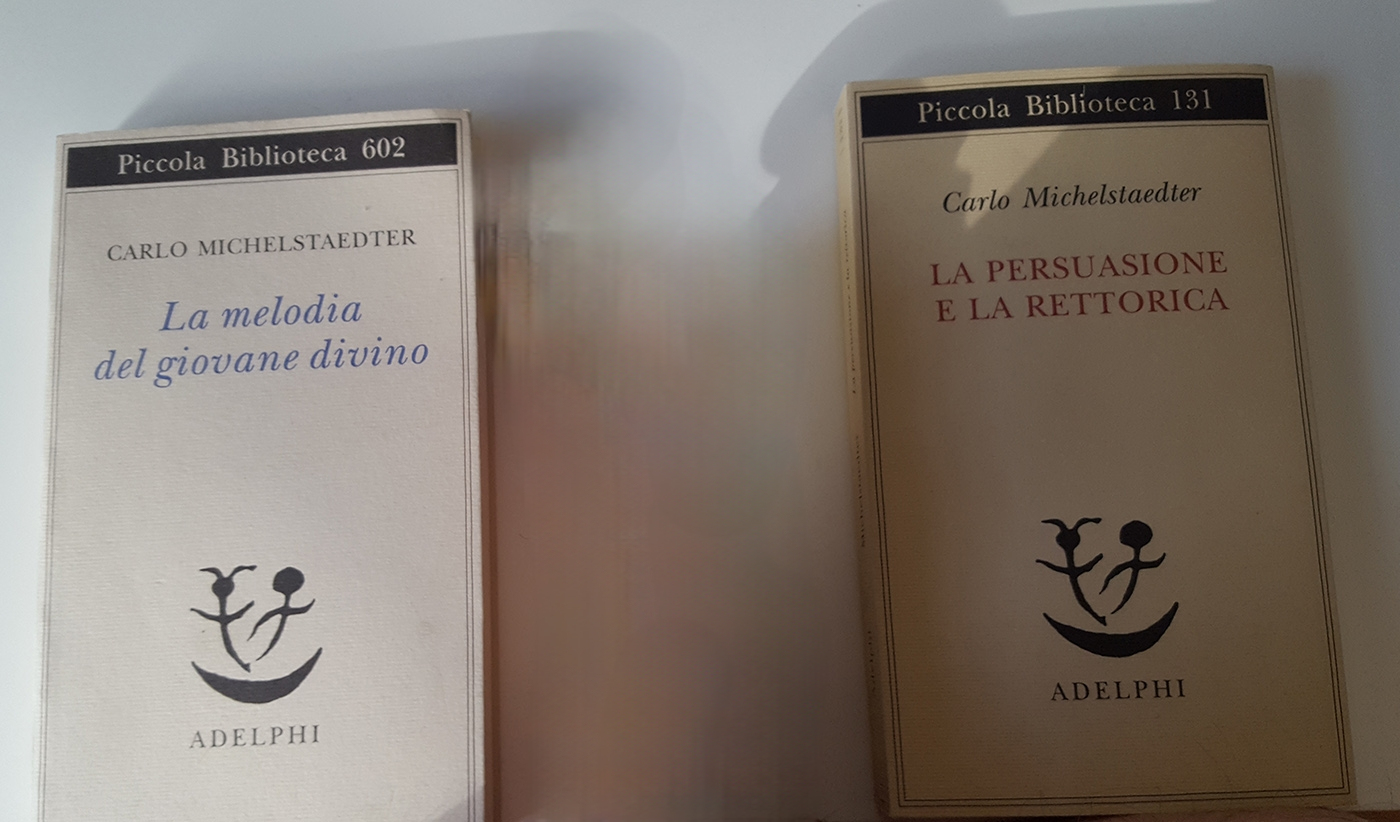 Piccola Biblioteca 602
CARLO MICHELSTAEDTER
La melodia
del giovane divino
ADELPHI
Piccola Biblioteca 131
Carlo Michelstaedter
LA PERSUASIONE
E LA RETTORICA
ADELPHI